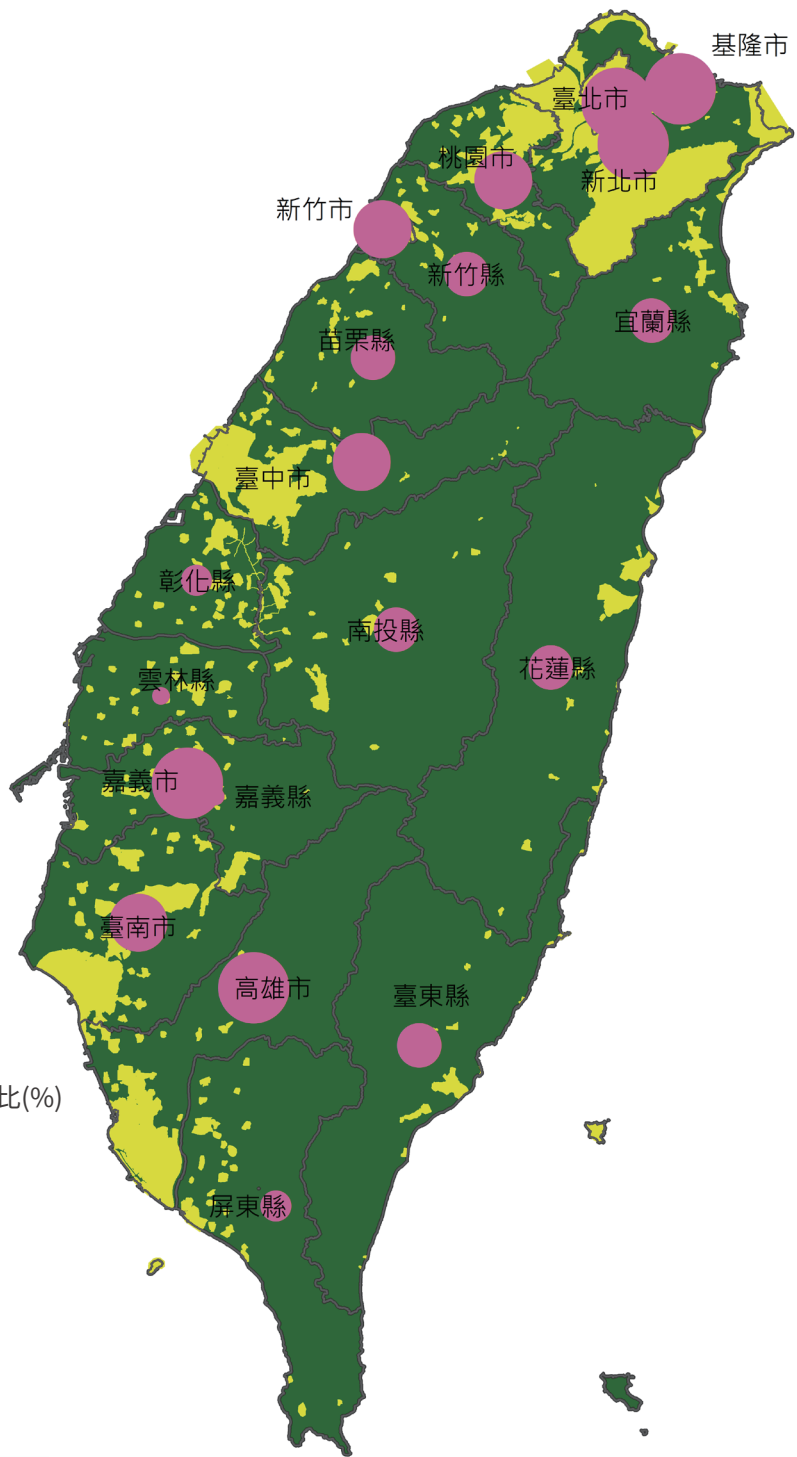 基隆市
臺北市
桃園市
新北市
新竹市
新竹縣
宜蘭縣
苗栗縣
臺中市
彰化縣
南投縣
花蓮縣
雲林縣
嘉義市
嘉義縣
臺南市
高雄市
臺東縣
比(%)
屏東縣